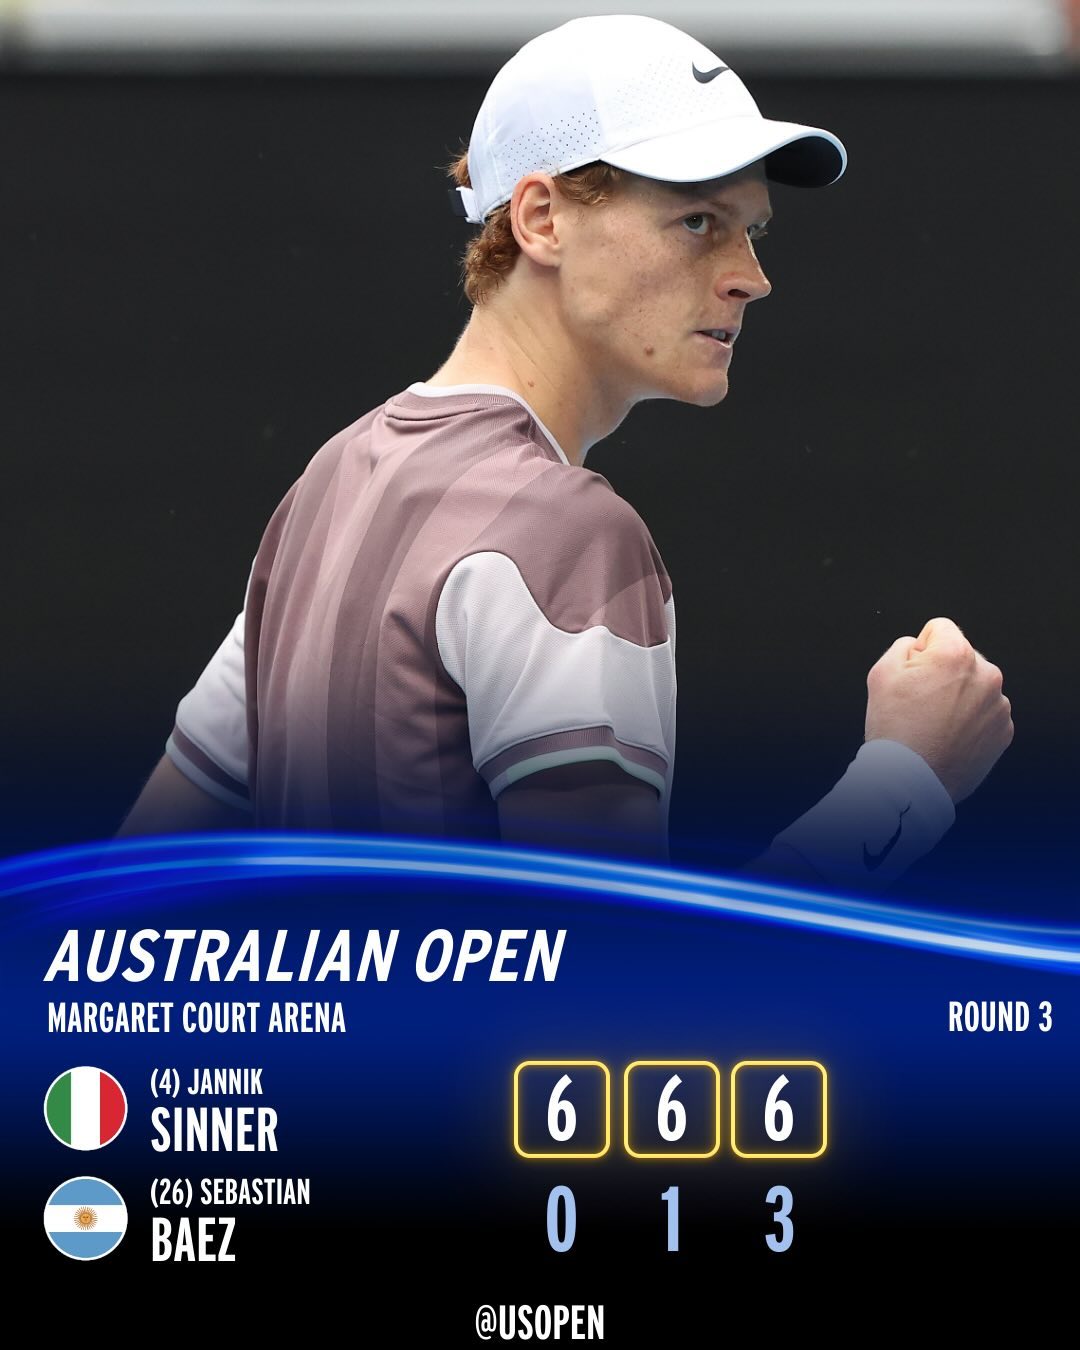 AUSTRALIAN OPEN
MARGARET COURT ARENA
ROUND 3
(4) JANNIK
SINNER
6 6 6
(26) SEBASTIAN
BAEZ
0 1 3
@USOPEN